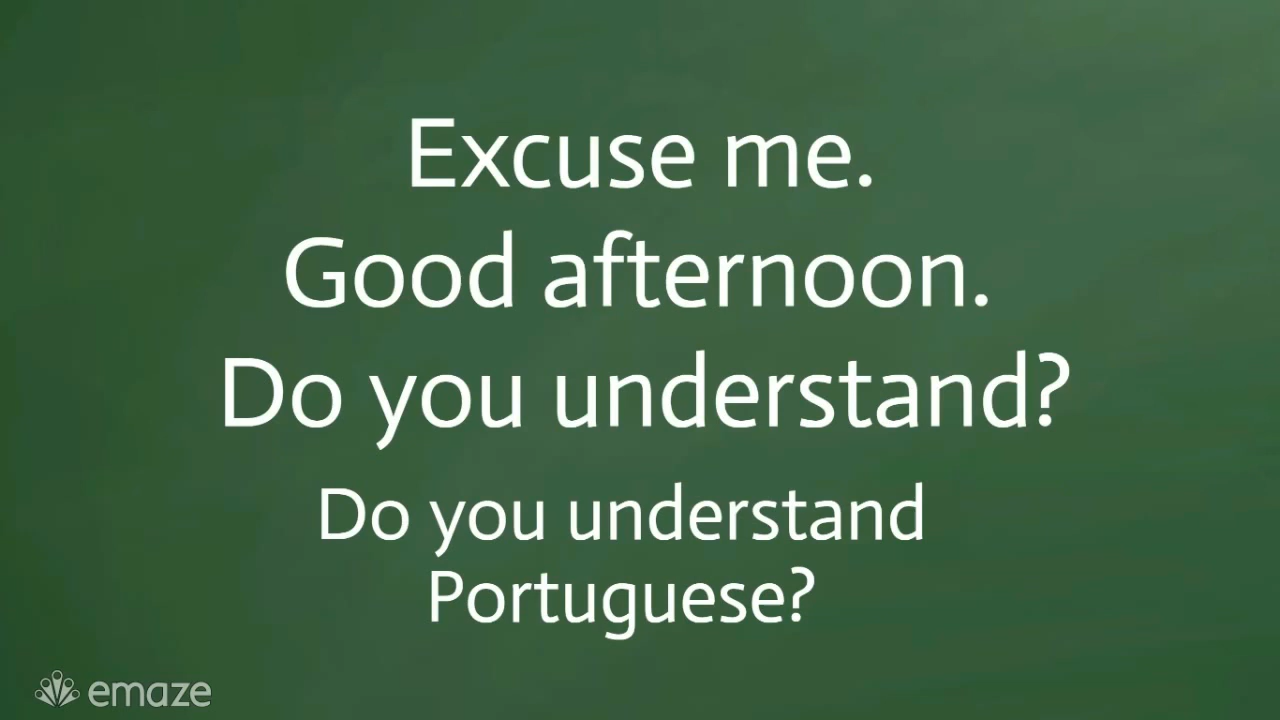 Excuse me.
Good afternoon.
Do you understand?
Do you understand
Portuguese?
emaze